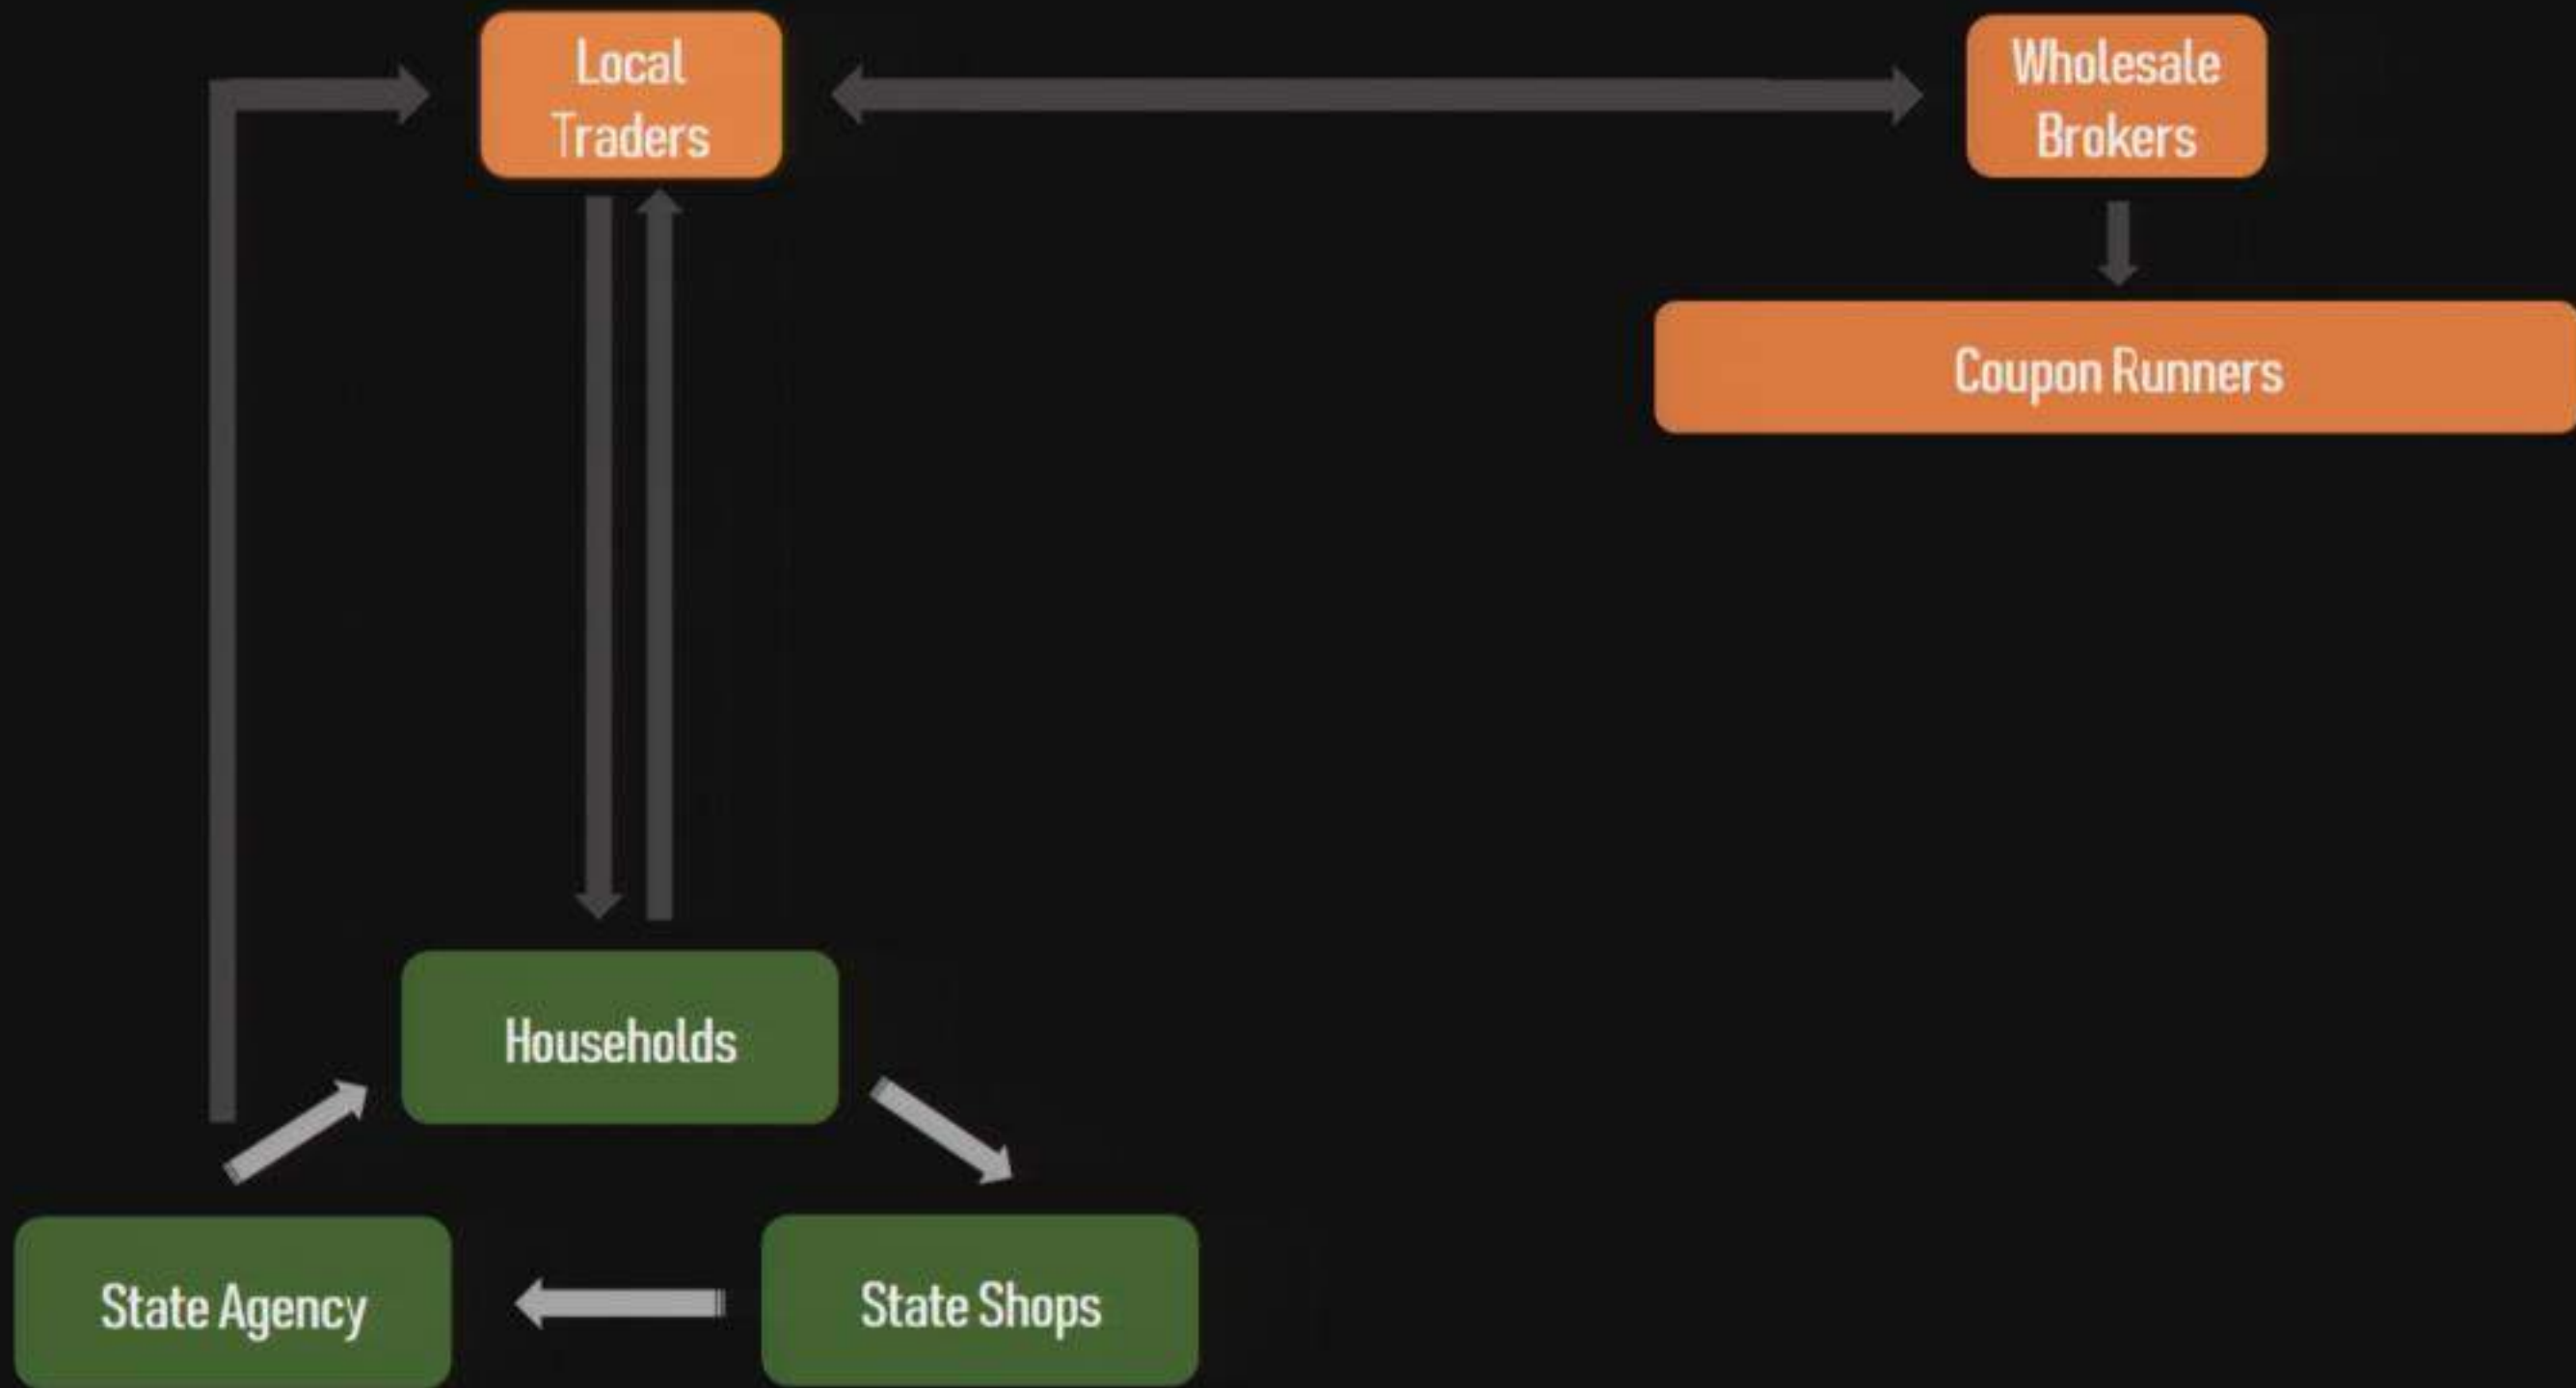 Local
Traders
Wholesale
Brokers
Coupon Runners
Households
State Agency
State Shops